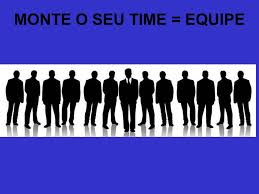 MONTE O SEU TIME = EQUIPE